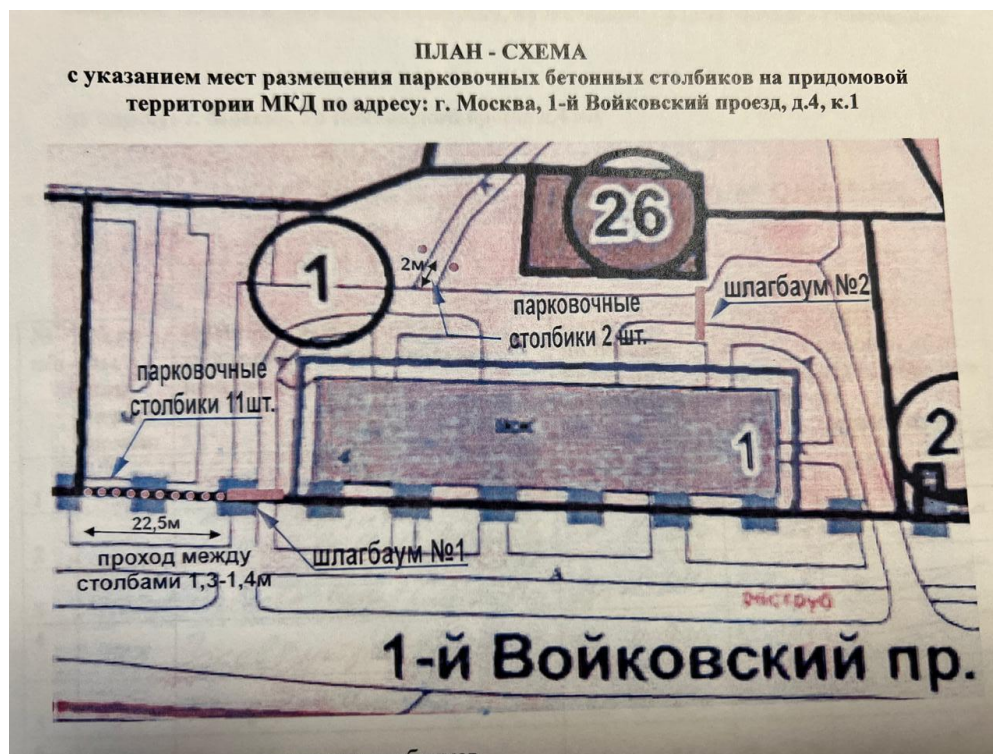 ПЛАН - СХЕМА
с указанием мест размещения парковочных бетонных столбиков на придомовой
территории МКД по адресу: г. Москва, 1-й Войковский проезд, д.4, к.1
26
1
2м
шлагбаум №2
парковочные
столбики 2 шт.
парковочные
столбики 11шт.
2
1
4
22,5м
шлагбаум №1
проход между
столбами 1,3-1,4м
А
1-й Войковский пр.